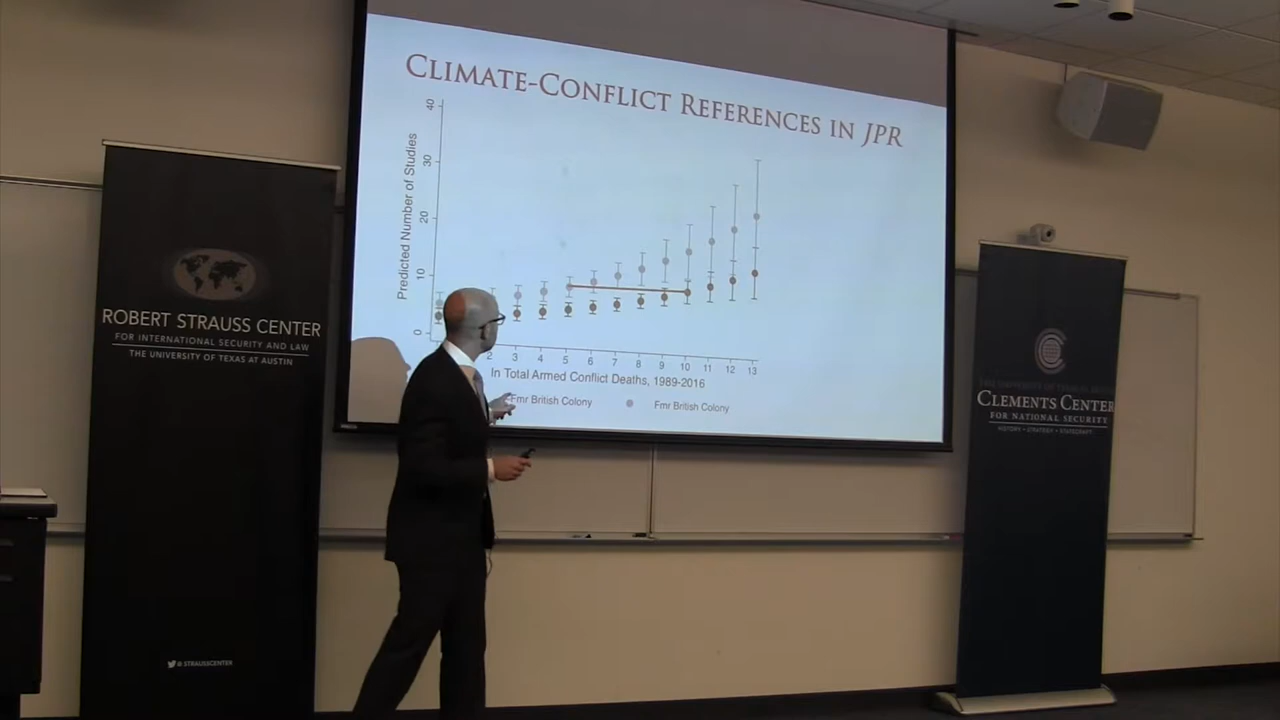 CLIMATE-CONFLICT REFERENCES IN JPR
Predicted Number of Studies
40
30
20
10
0
2 3 4 5 6 7 8 9 10 11 12 13
ln Total Armed Conflict Deaths, 1989-2016
Fmr British Colony
Fmr British Colony
ROBERT STRAUSS CENTER
FOR INTERNATIONAL SECURITY AND LAW
THE UNIVERSITY OF TEXAS AT AUSTIN
@STRAUSSCENTER
CLEMENTS CENTER
FOR NATIONAL SECURITY
HISTORY • STRATEGY • STATECRAFT